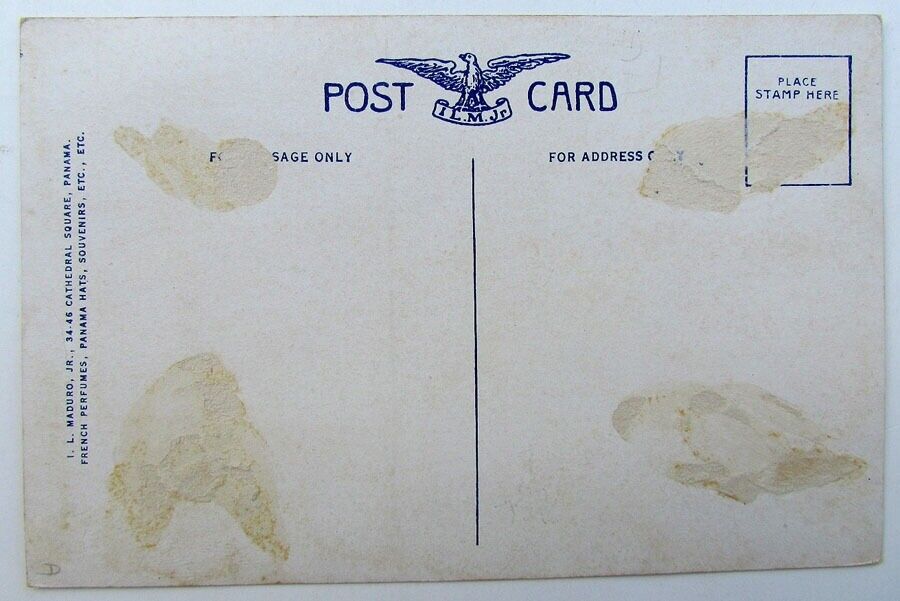 POST CARD
I.L.M.Jr.
PLACE
STAMP HERE
SAGE ONLY
FOR ADDRESS
I. L. MADURO, JR., 34-46 CATHEDRAL SQUARE, PANAMA.
FRENCH PERFUMES, PANAMA HATS, SOUVENIRS, ETC., ETC.
D